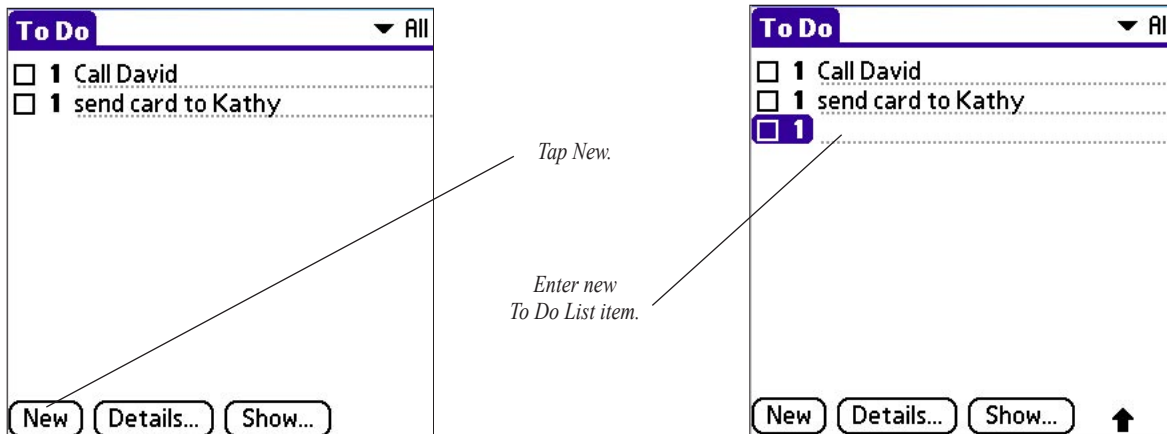 To Do
All
1 Call David
1 send card to Kathy
New Details... Show...
Tap New.
Enter new
To Do List item.
To Do
Al
1 Call David
1 send card to Kathy
1
New Details... Show...